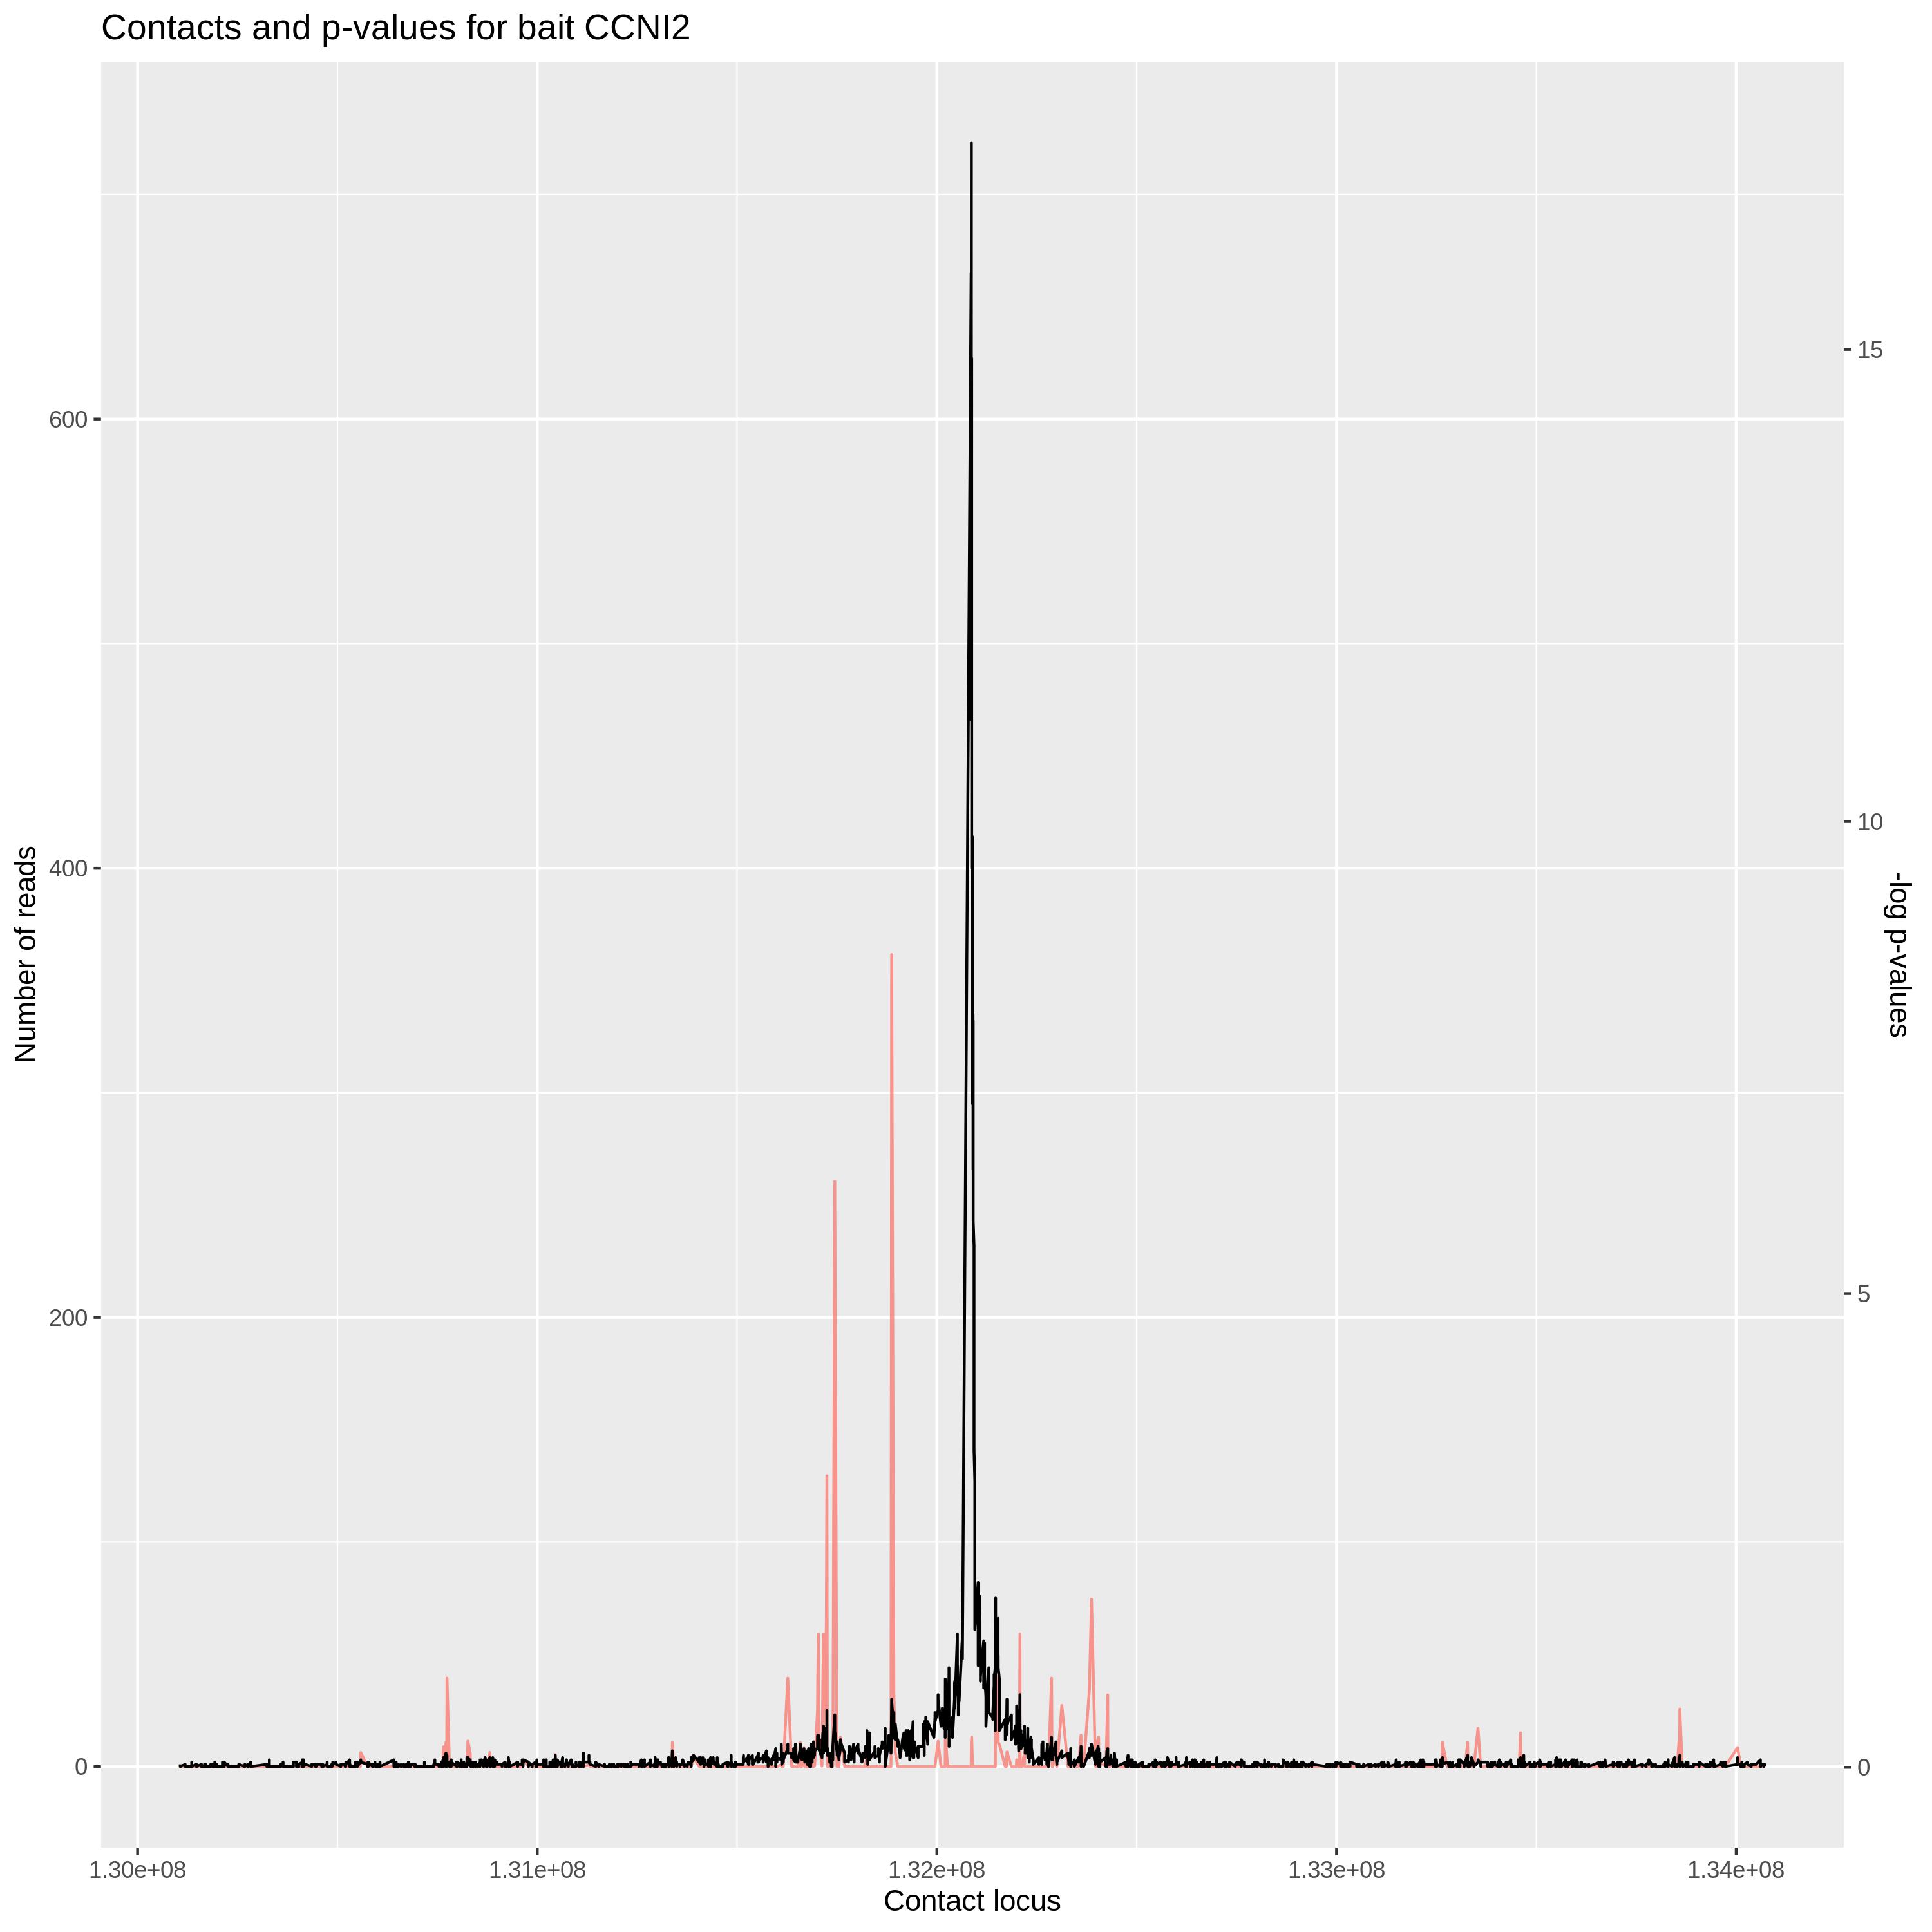 Contacts and p-values for bait CCNI2
Number of reads
600
400
200
0
15
10
5
0
-log p-values
1.30e+08 1.31e+08 1.32e+08 1.33e+08 1.34e+08
Contact locus